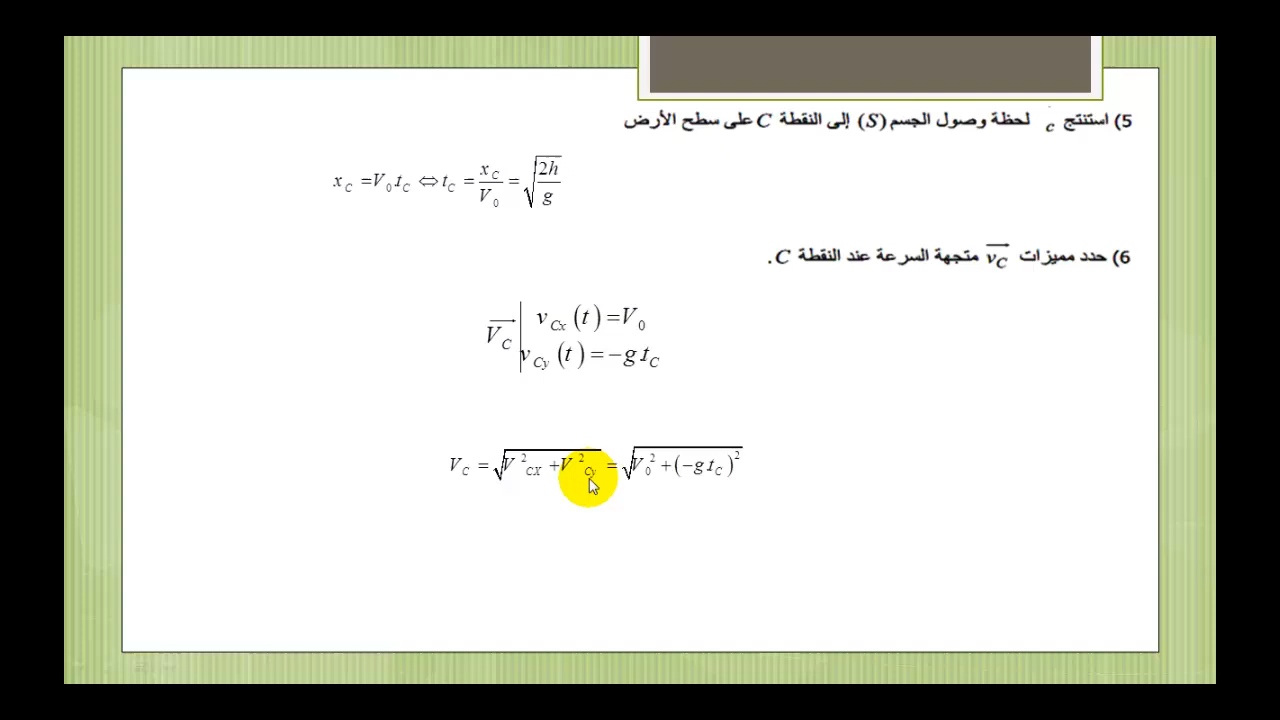 5) استنتج c لحظة وصول الجسم (S) إلى النقطة C على سطح الأرض
x_C = V_0.t_C ⇔ t_C = x_C/V_0 = √(2h/g)
6) حدد مميزات v_C⃗ متجهة السرعة عند النقطة C.
V_C⃗ | v_Cx (t) = V_0
v_Cy (t) = −g.t_C
V_C = √(V²_CX + V²_Cy) = √(V_0² + (−g.t_C)²)